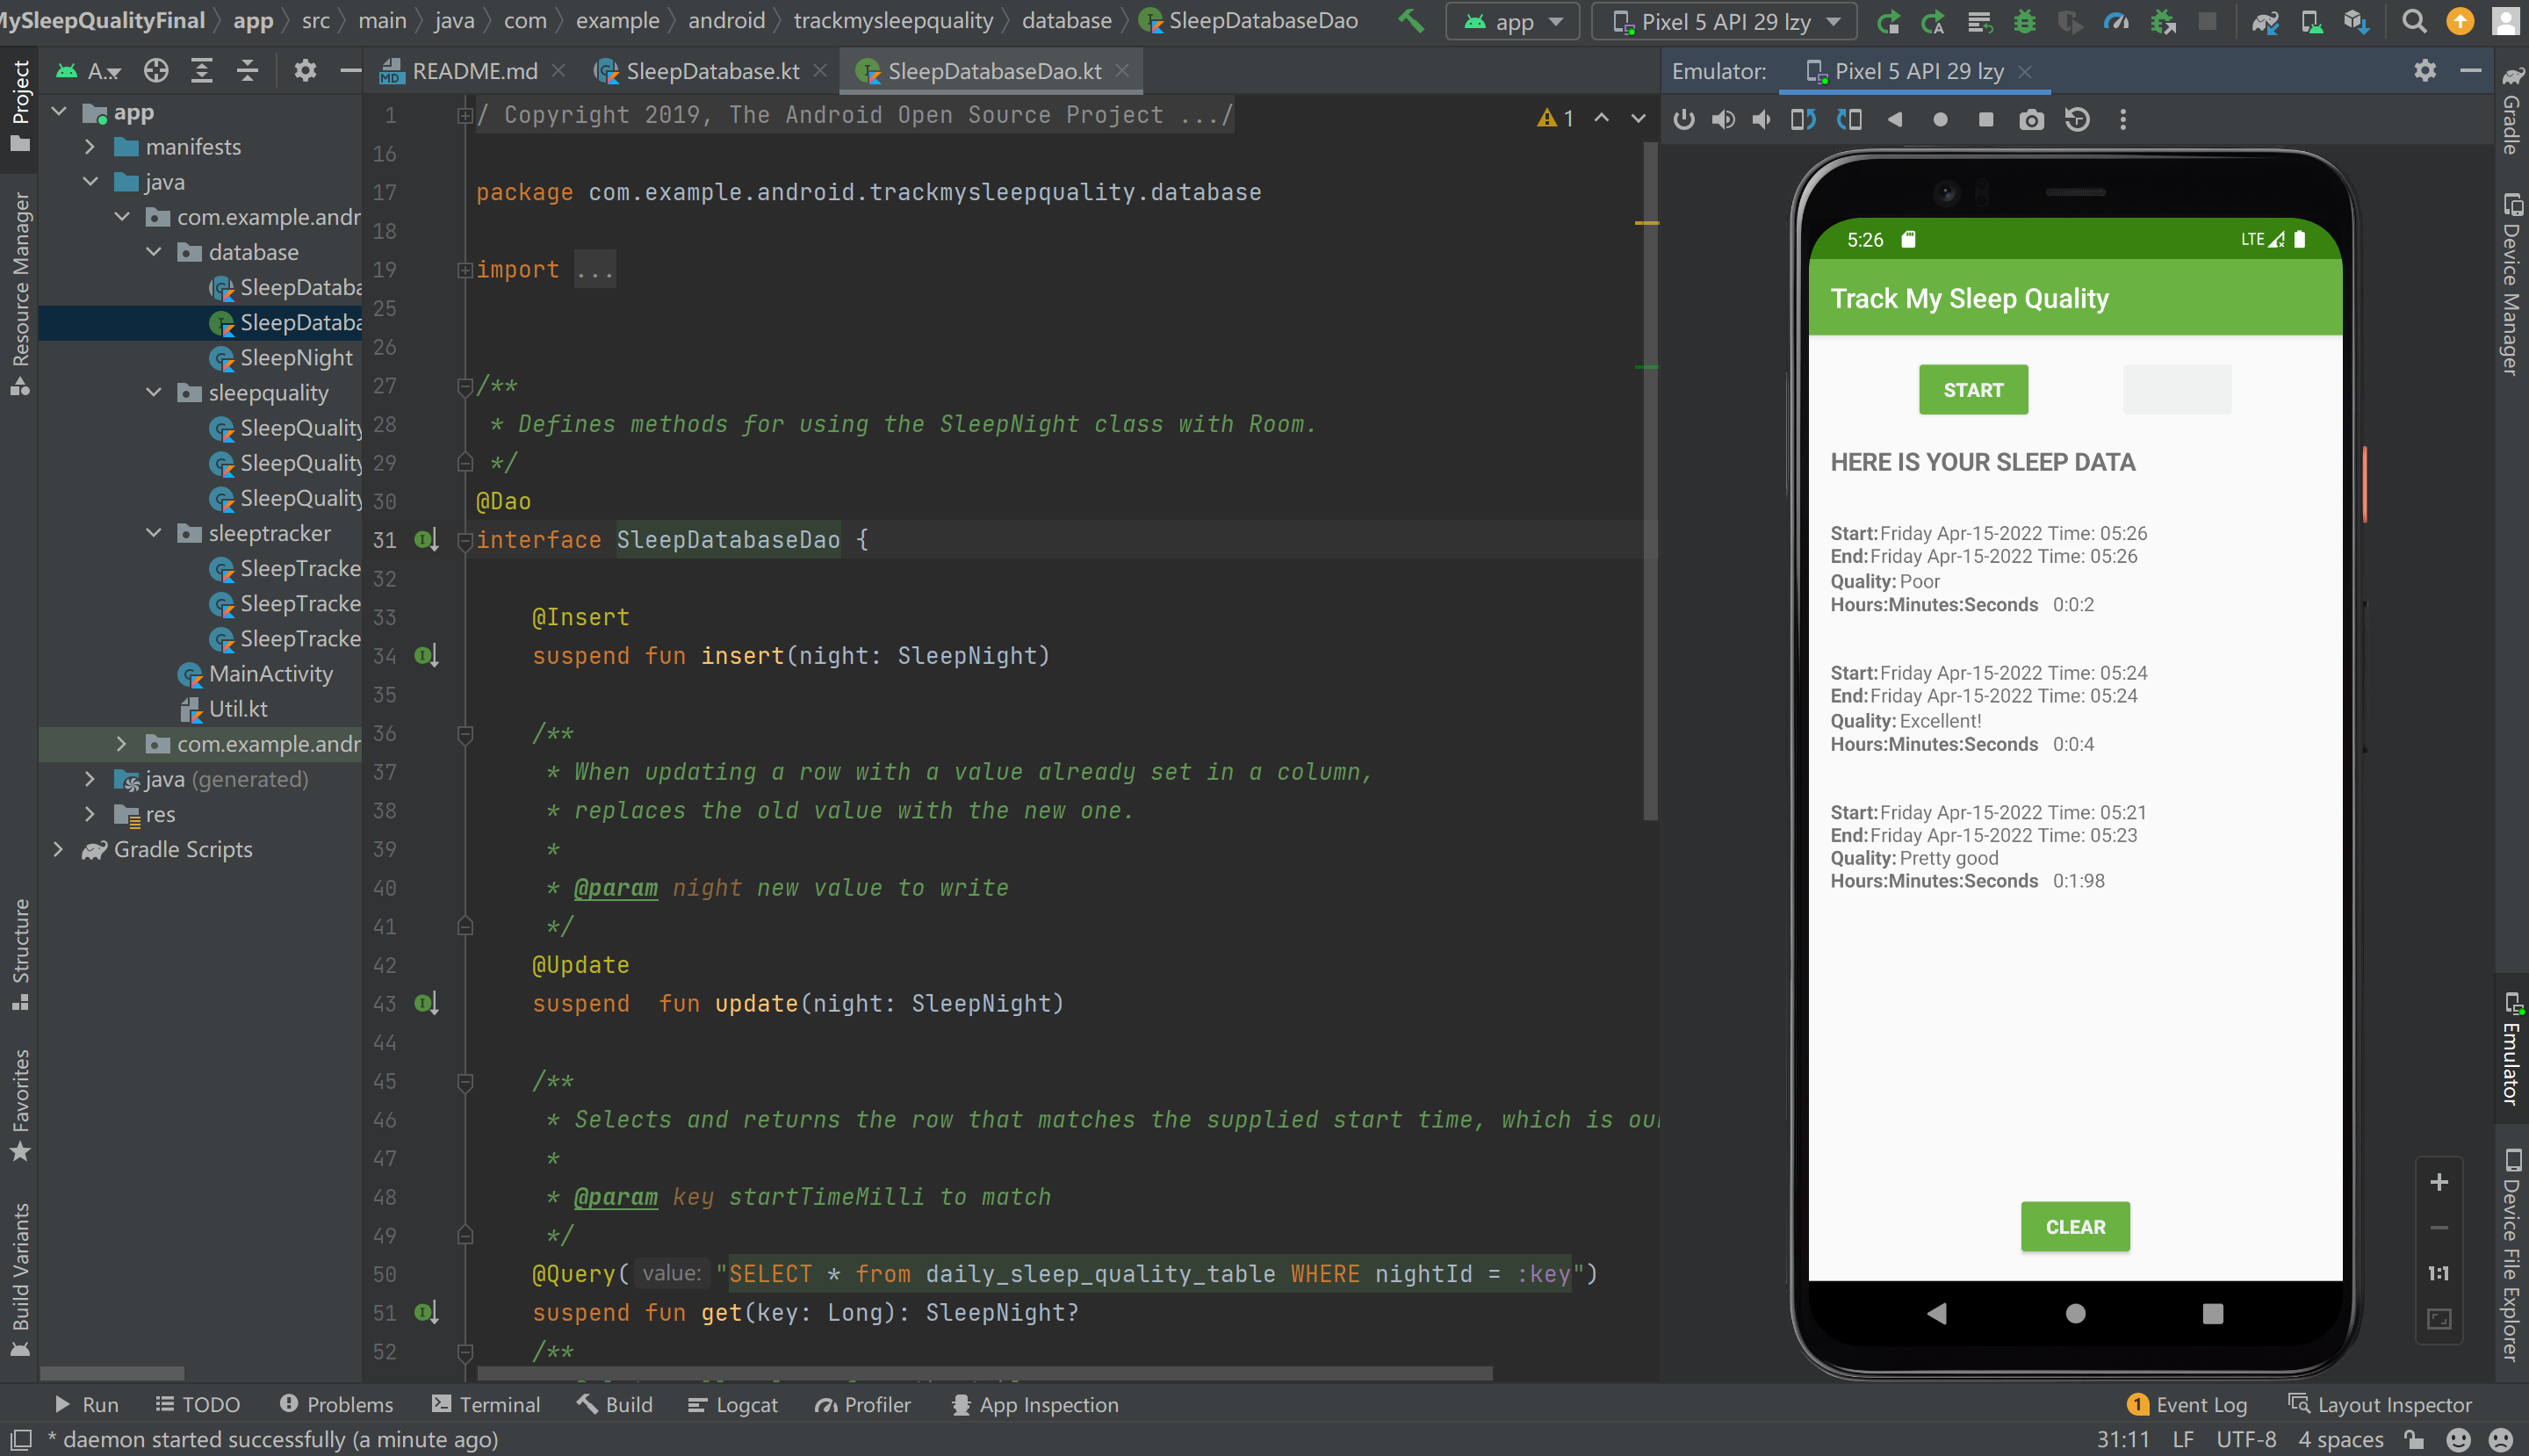 MySleepQualityFinal app src main java com example android trackmysleepquality database SleepDatabaseDao app Pixel 5 API 29 lzy
Project
Resource Manager
Structure
Favorites
Build Variants
A...
app
manifests
java
com.example.andr
database
SleepDataba
SleepDataba
SleepNight
sleepquality
SleepQuality
SleepQuality
SleepQuality
sleeptracker
SleepTracke
SleepTracke
SleepTracke
MainActivity
Util.kt
com.example.andr
java (generated)
res
Gradle Scripts
README.md SleepDatabase.kt SleepDatabaseDao.kt
1 / Copyright 2019, The Android Open Source Project .../ 1
16
17 package com.example.android.trackmysleepquality.database
18
19 import ...
25
26
27 /**
28 * Defines methods for using the SleepNight class with Room.
29 */
30 @Dao
31 interface SleepDatabaseDao {
32
33 @Insert
34 suspend fun insert(night: SleepNight)
35
36 /**
37 * When updating a row with a value already set in a column,
38 * replaces the old value with the new one.
39 *
40 * @param night new value to write
41 */
42 @Update
43 suspend  fun update(night: SleepNight)
44
45 /**
46 * Selects and returns the row that matches the supplied start time, which is our
47 *
48 * @param key startTimeMilli to match
49 */
50 @Query( value: "SELECT * from daily_sleep_quality_table WHERE nightId = :key")
51 suspend fun get(key: Long): SleepNight?
52 /**
Emulator: Pixel 5 API 29 lzy
5:26 LTE
Track My Sleep Quality
START
HERE IS YOUR SLEEP DATA
Start:Friday Apr-15-2022 Time: 05:26
End:Friday Apr-15-2022 Time: 05:26
Quality: Poor
Hours:Minutes:Seconds 0:0:2
Start:Friday Apr-15-2022 Time: 05:24
End:Friday Apr-15-2022 Time: 05:24
Quality: Excellent!
Hours:Minutes:Seconds 0:0:4
Start:Friday Apr-15-2022 Time: 05:21
End:Friday Apr-15-2022 Time: 05:23
Quality: Pretty good
Hours:Minutes:Seconds 0:1:98
CLEAR
1:1
Gradle
Device Manager
Emulator
Device File Explorer
Run TODO Problems Terminal Build Logcat Profiler App Inspection 1 Event Log Layout Inspector
* daemon started successfully (a minute ago) 31:11 LF UTF-8 4 spaces